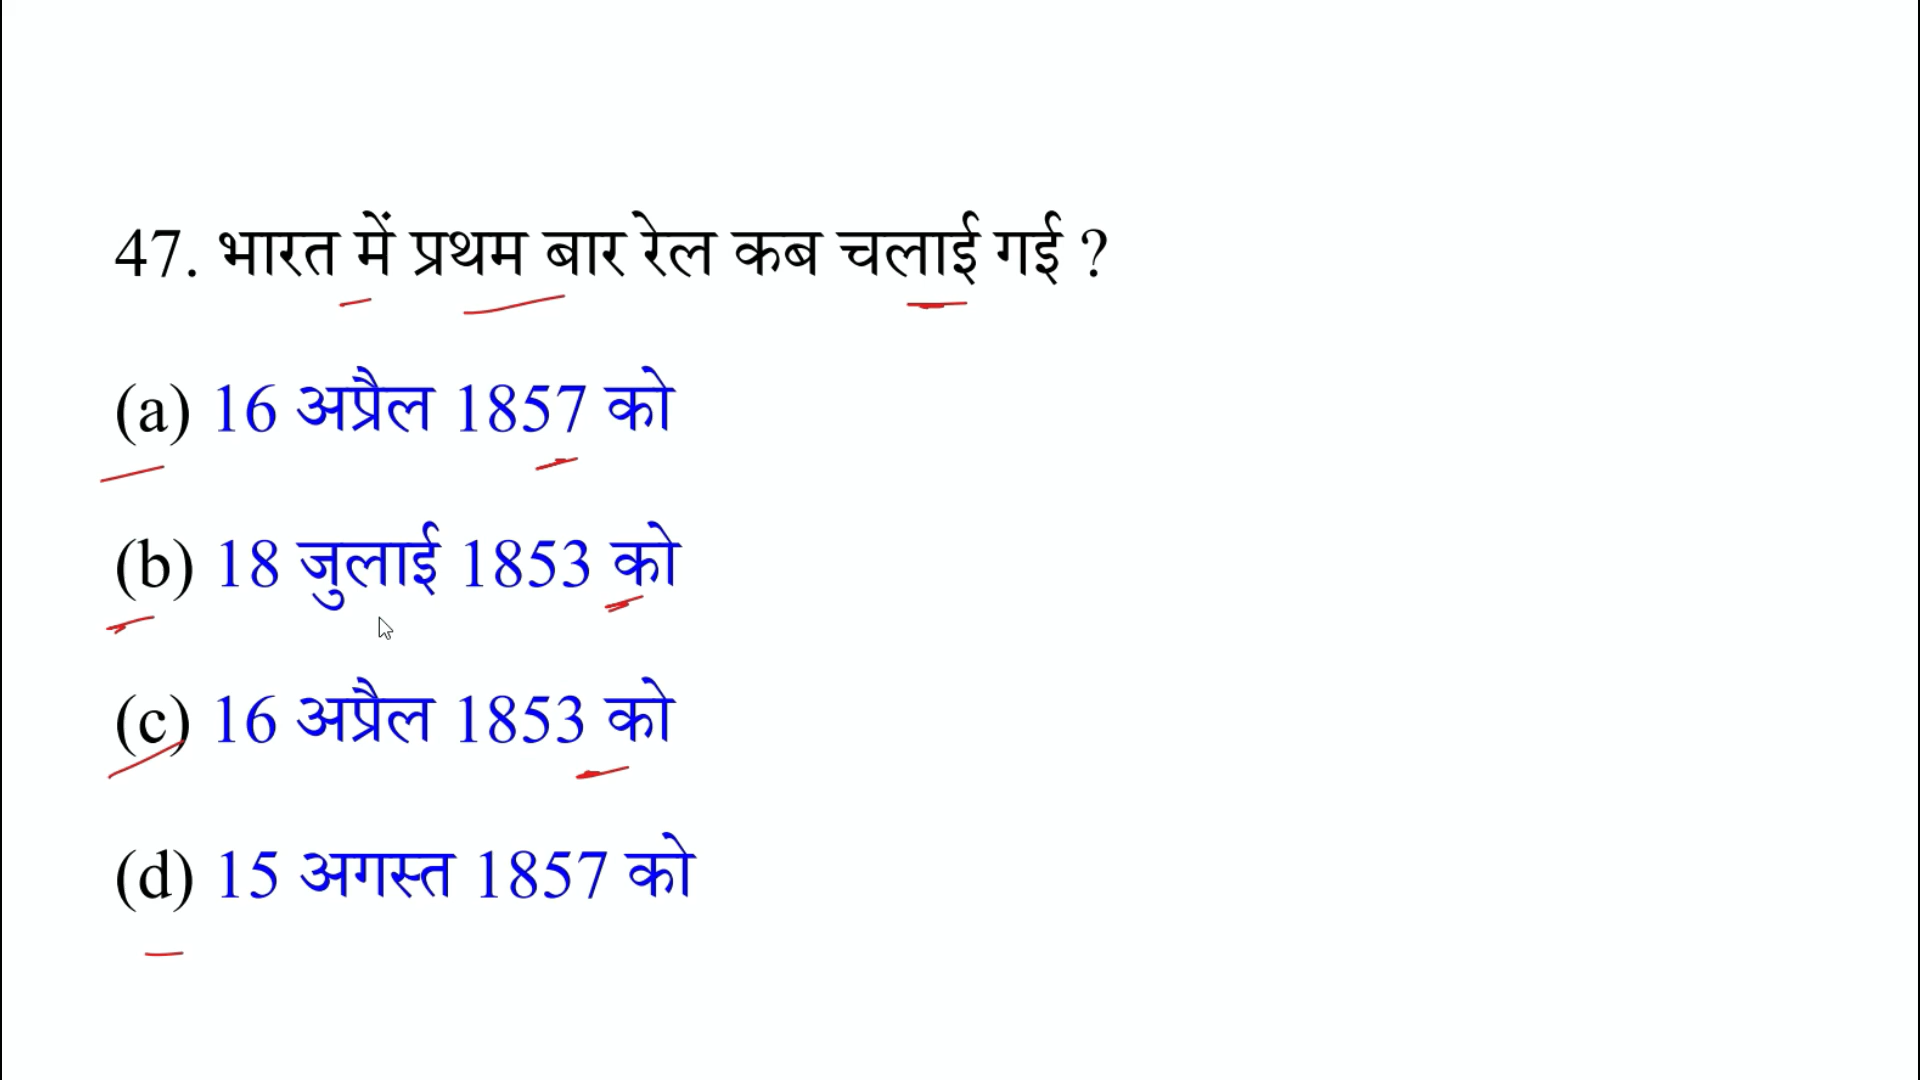 47. भारत में प्रथम बार रेल कब चलाई गई ?
(a) 16 अप्रैल 1857 को
(b) 18 जुलाई 1853 को
(c) 16 अप्रैल 1853 को
(d) 15 अगस्त 1857 को